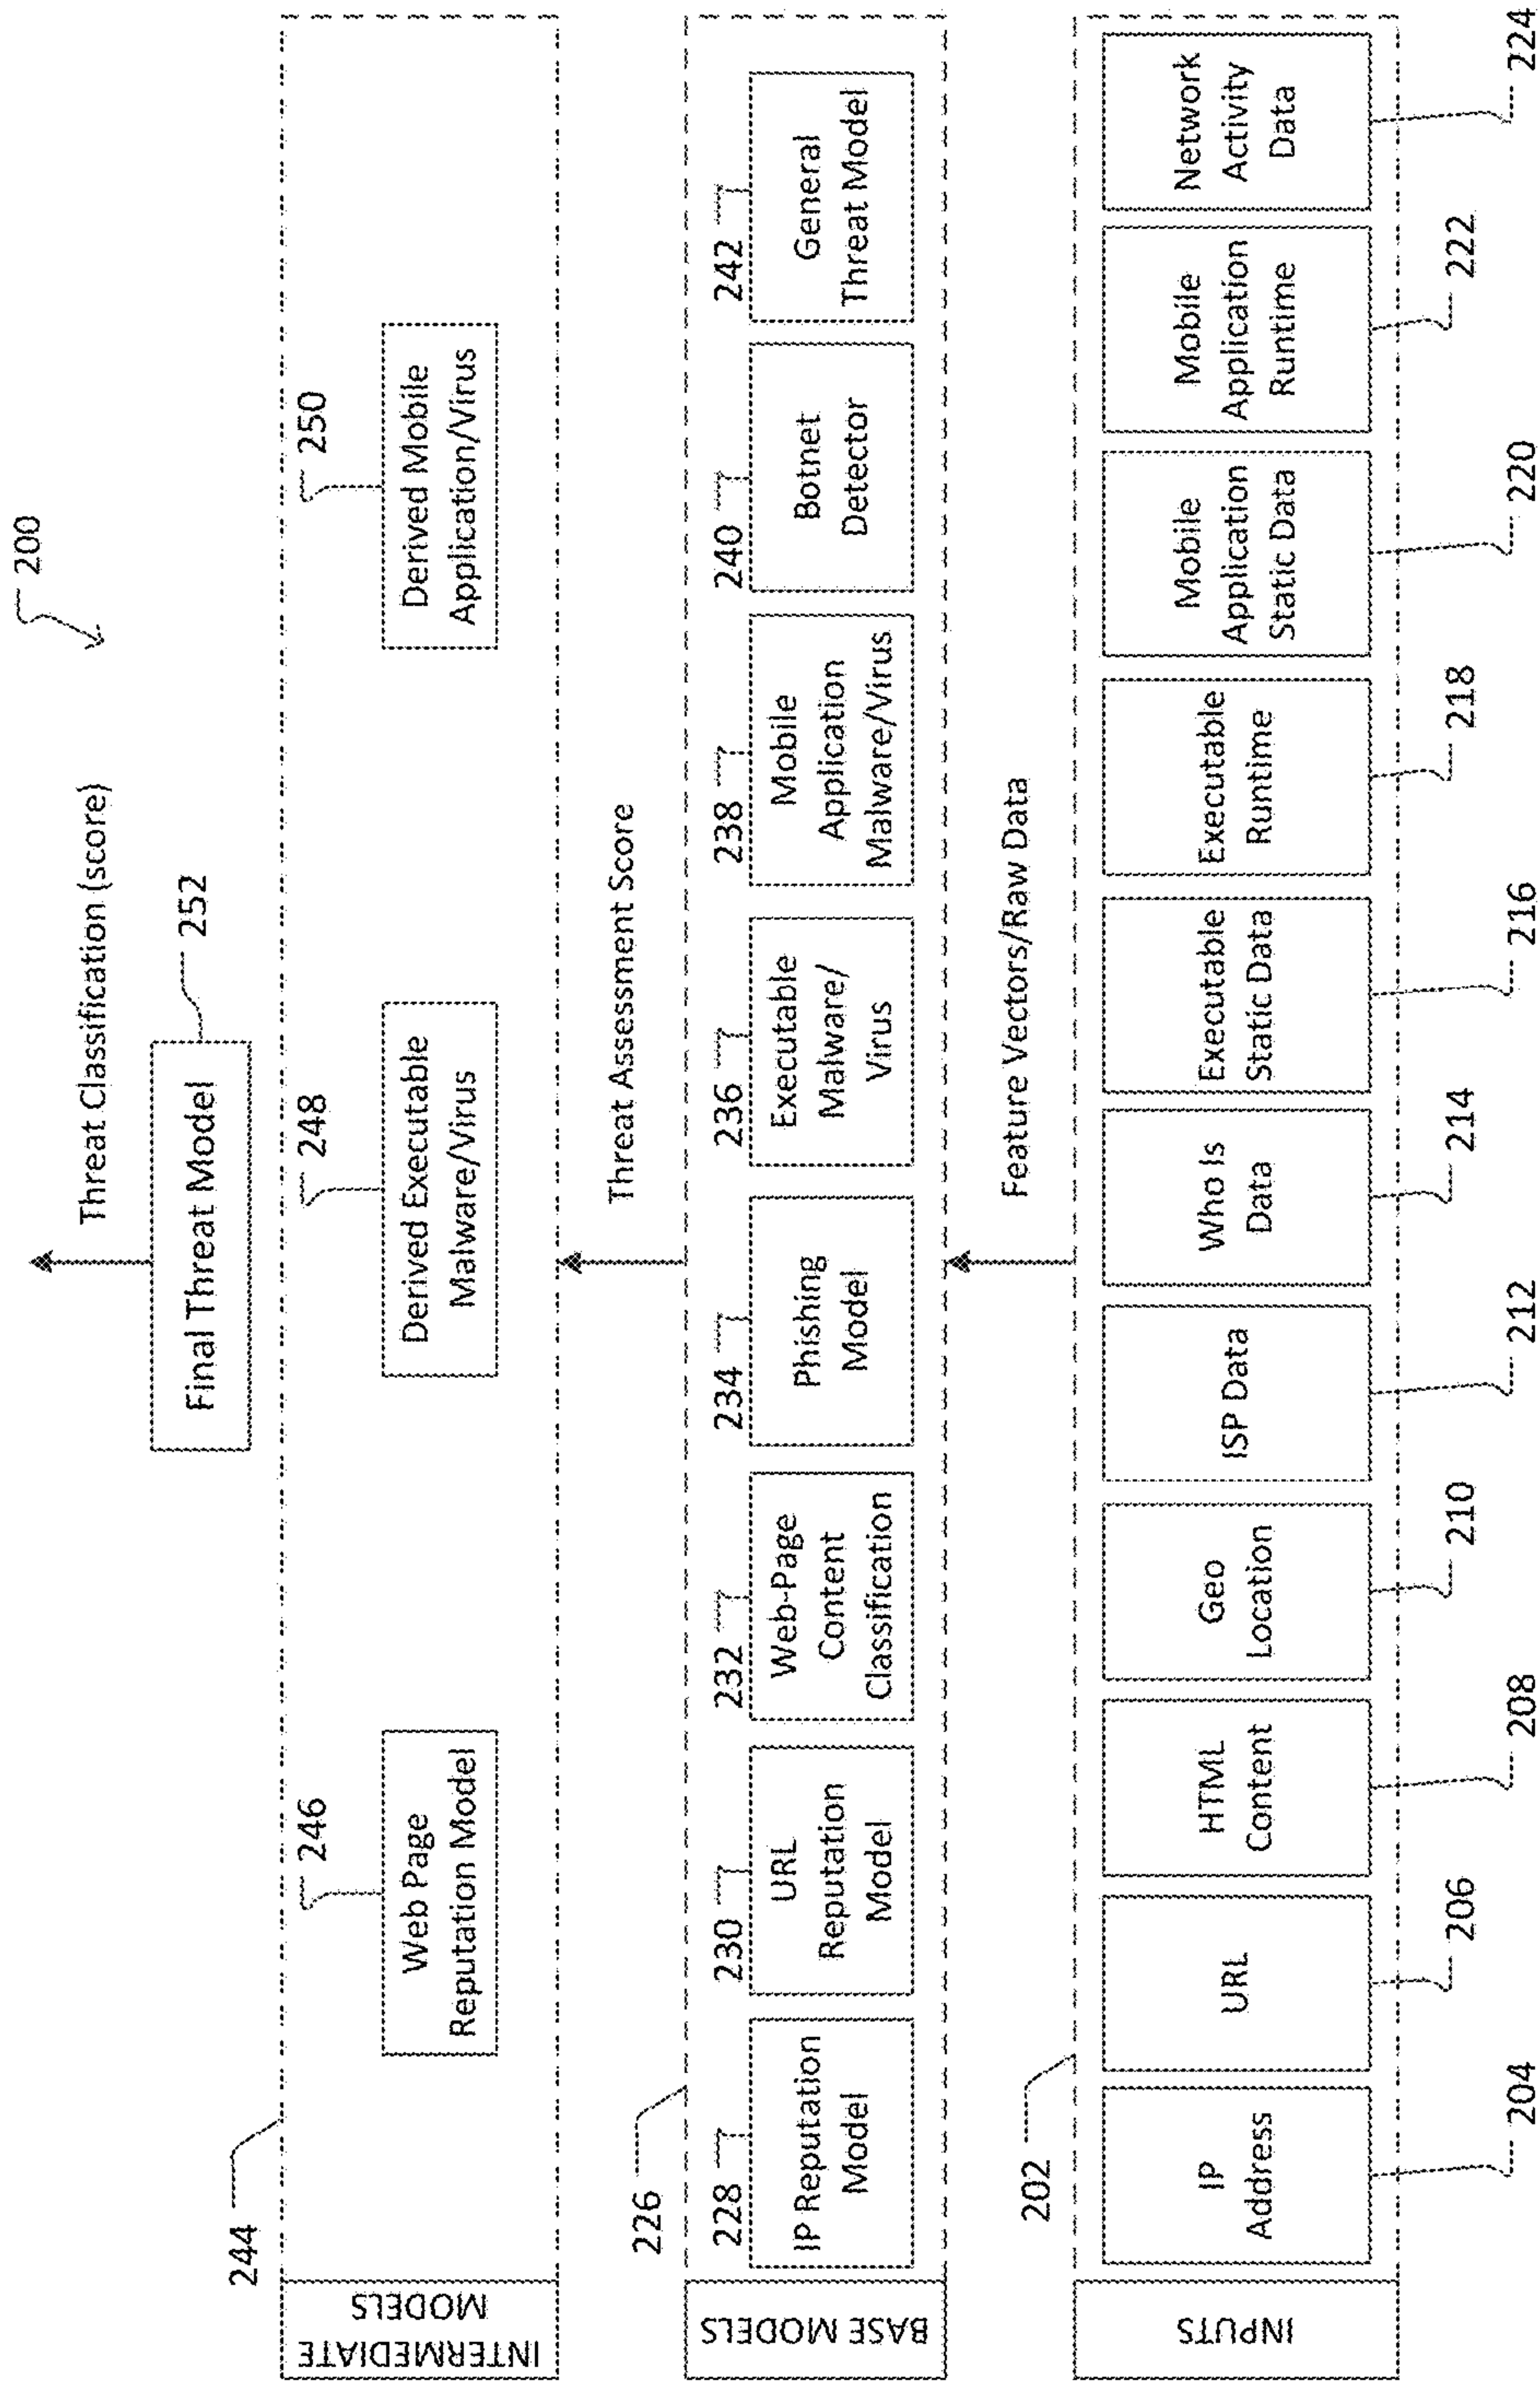 200
Threat Classification (score)
Final Threat Model
252
244
INTERMEDIATE
MODELS
246
Web Page
Reputation Model
248
Derived Executable
Malware/Virus
250
Derived Mobile
Application/Virus
Threat Assessment Score
226
BASE MODELS
228
IP Reputation
Model
230
URL
Reputation
Model
232
Web-Page
Content
Classification
234
Phishing
Model
236
Executable
Malware/
Virus
238
Mobile
Application
Malware/Virus
240
Botnet
Detector
242
General
Threat Model
Feature Vectors/Raw Data
202
INPUTS
IP
Address
204
URL
206
HTML
Content
208
Geo
Location
210
ISP Data
212
Who Is
Data
214
Executable
Static Data
216
Executable
Runtime
218
Mobile
Application
Static Data
220
Mobile
Application
Runtime
222
Network
Activity
Data
224